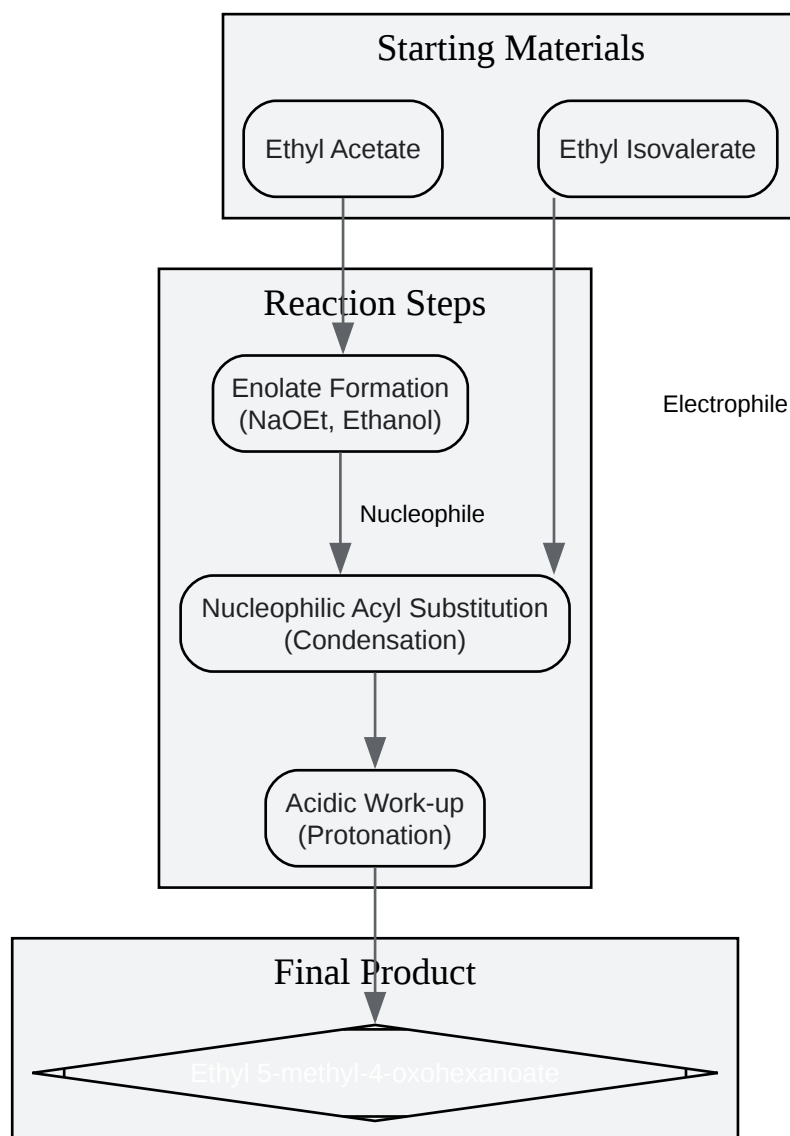 Starting Materials
Ethyl Acetate
Ethyl Isovalerate
Reaction Steps
Enolate Formation
(NaOEt, Ethanol)
Electrophile
Nucleophile
Nucleophilic Acyl Substitution
(Condensation)
Acidic Work-up
(Protonation)
Final Product
Ethyl 5-methyl-4-oxohexanoate